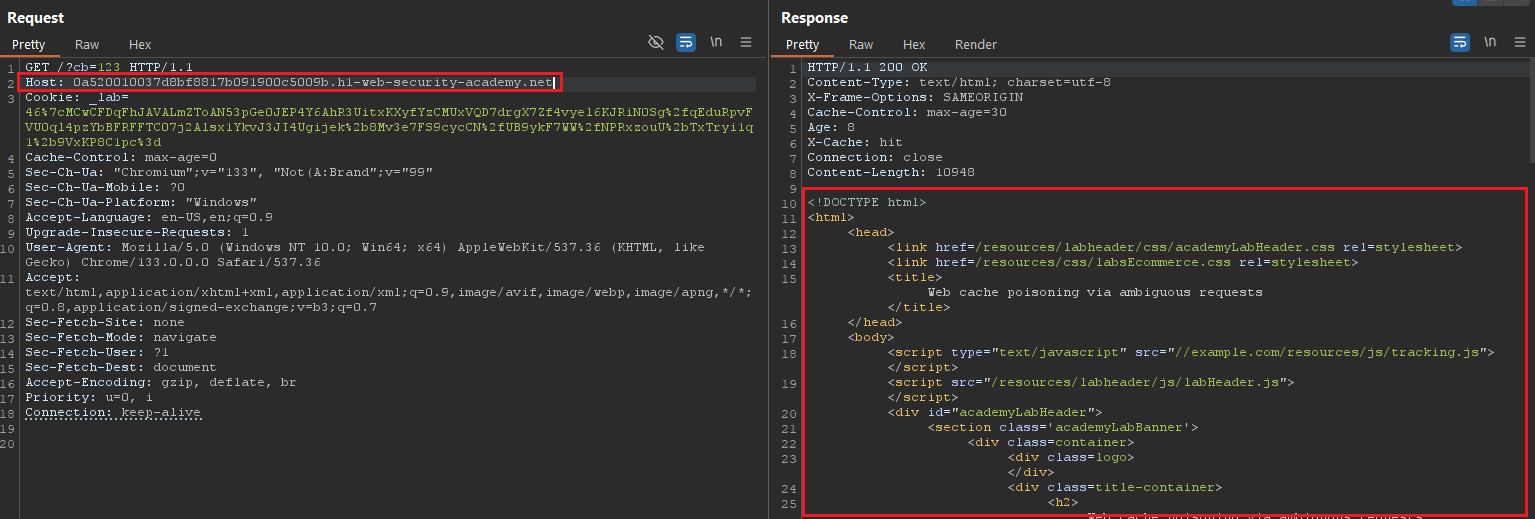 Request
Pretty Raw Hex
\n
1 GET /?cb=123 HTTP/1.1
2 Host: 0a520010037d8bf8817b091900c5009b.h1-web-security-academy.net
3 Cookie: _lab=
46%7cMCwCFDqFhJAVALmZToAN53pGeOJEP4Y6AhR3UitxKXyfYzCMUxVQD7drgX7Zf4vyel6KJRiNOSg%2fqEduRpvF
VUOql4pzYbBFRFFTCO7j2Alsx1YkvJ3JI4Ugijek%2b8Mv3e7FS9cycCN%2fUB9ykF7WW%2fNPRxzouU%2bTxTryi1q
1%2b9VxKP8C1pc%3d
4 Cache-Control: max-age=0
5 Sec-Ch-Ua: "Chromium";v="133", "Not(A:Brand";v="99"
6 Sec-Ch-Ua-Mobile: ?0
7 Sec-Ch-Ua-Platform: "Windows"
8 Accept-Language: en-US,en;q=0.9
9 Upgrade-Insecure-Requests: 1
10 User-Agent: Mozilla/5.0 (Windows NT 10.0; Win64; x64) AppleWebKit/537.36 (KHTML, like
Gecko) Chrome/133.0.0.0 Safari/537.36
11 Accept:
text/html,application/xhtml+xml,application/xml;q=0.9,image/avif,image/webp,image/apng,*/*;
q=0.8,application/signed-exchange;v=b3;q=0.7
12 Sec-Fetch-Site: none
13 Sec-Fetch-Mode: navigate
14 Sec-Fetch-User: ?1
15 Sec-Fetch-Dest: document
16 Accept-Encoding: gzip, deflate, br
17 Priority: u=0, i
18 Connection: keep-alive
19
20
Response
Pretty Raw Hex Render
\n
1 HTTP/1.1 200 OK
2 Content-Type: text/html; charset=utf-8
3 X-Frame-Options: SAMEORIGIN
4 Cache-Control: max-age=30
5 Age: 8
6 X-Cache: hit
7 Connection: close
8 Content-Length: 10948
9
10 <!DOCTYPE html>
11 <html>
12 <head>
13 <link href=/resources/labheader/css/academyLabHeader.css rel=stylesheet>
14 <link href=/resources/css/labsEcommerce.css rel=stylesheet>
15 <title>
Web cache poisoning via ambiguous requests
</title>
16 </head>
17 <body>
18 <script type="text/javascript" src="//example.com/resources/js/tracking.js">
</script>
19 <script src="/resources/labheader/js/labHeader.js">
</script>
20 <div id="academyLabHeader">
21 <section class='academyLabBanner'>
22 <div class=container>
23 <div class=logo>
</div>
24 <div class=title-container>
25 <h2>
Web cache poisoning via ambiguous requests